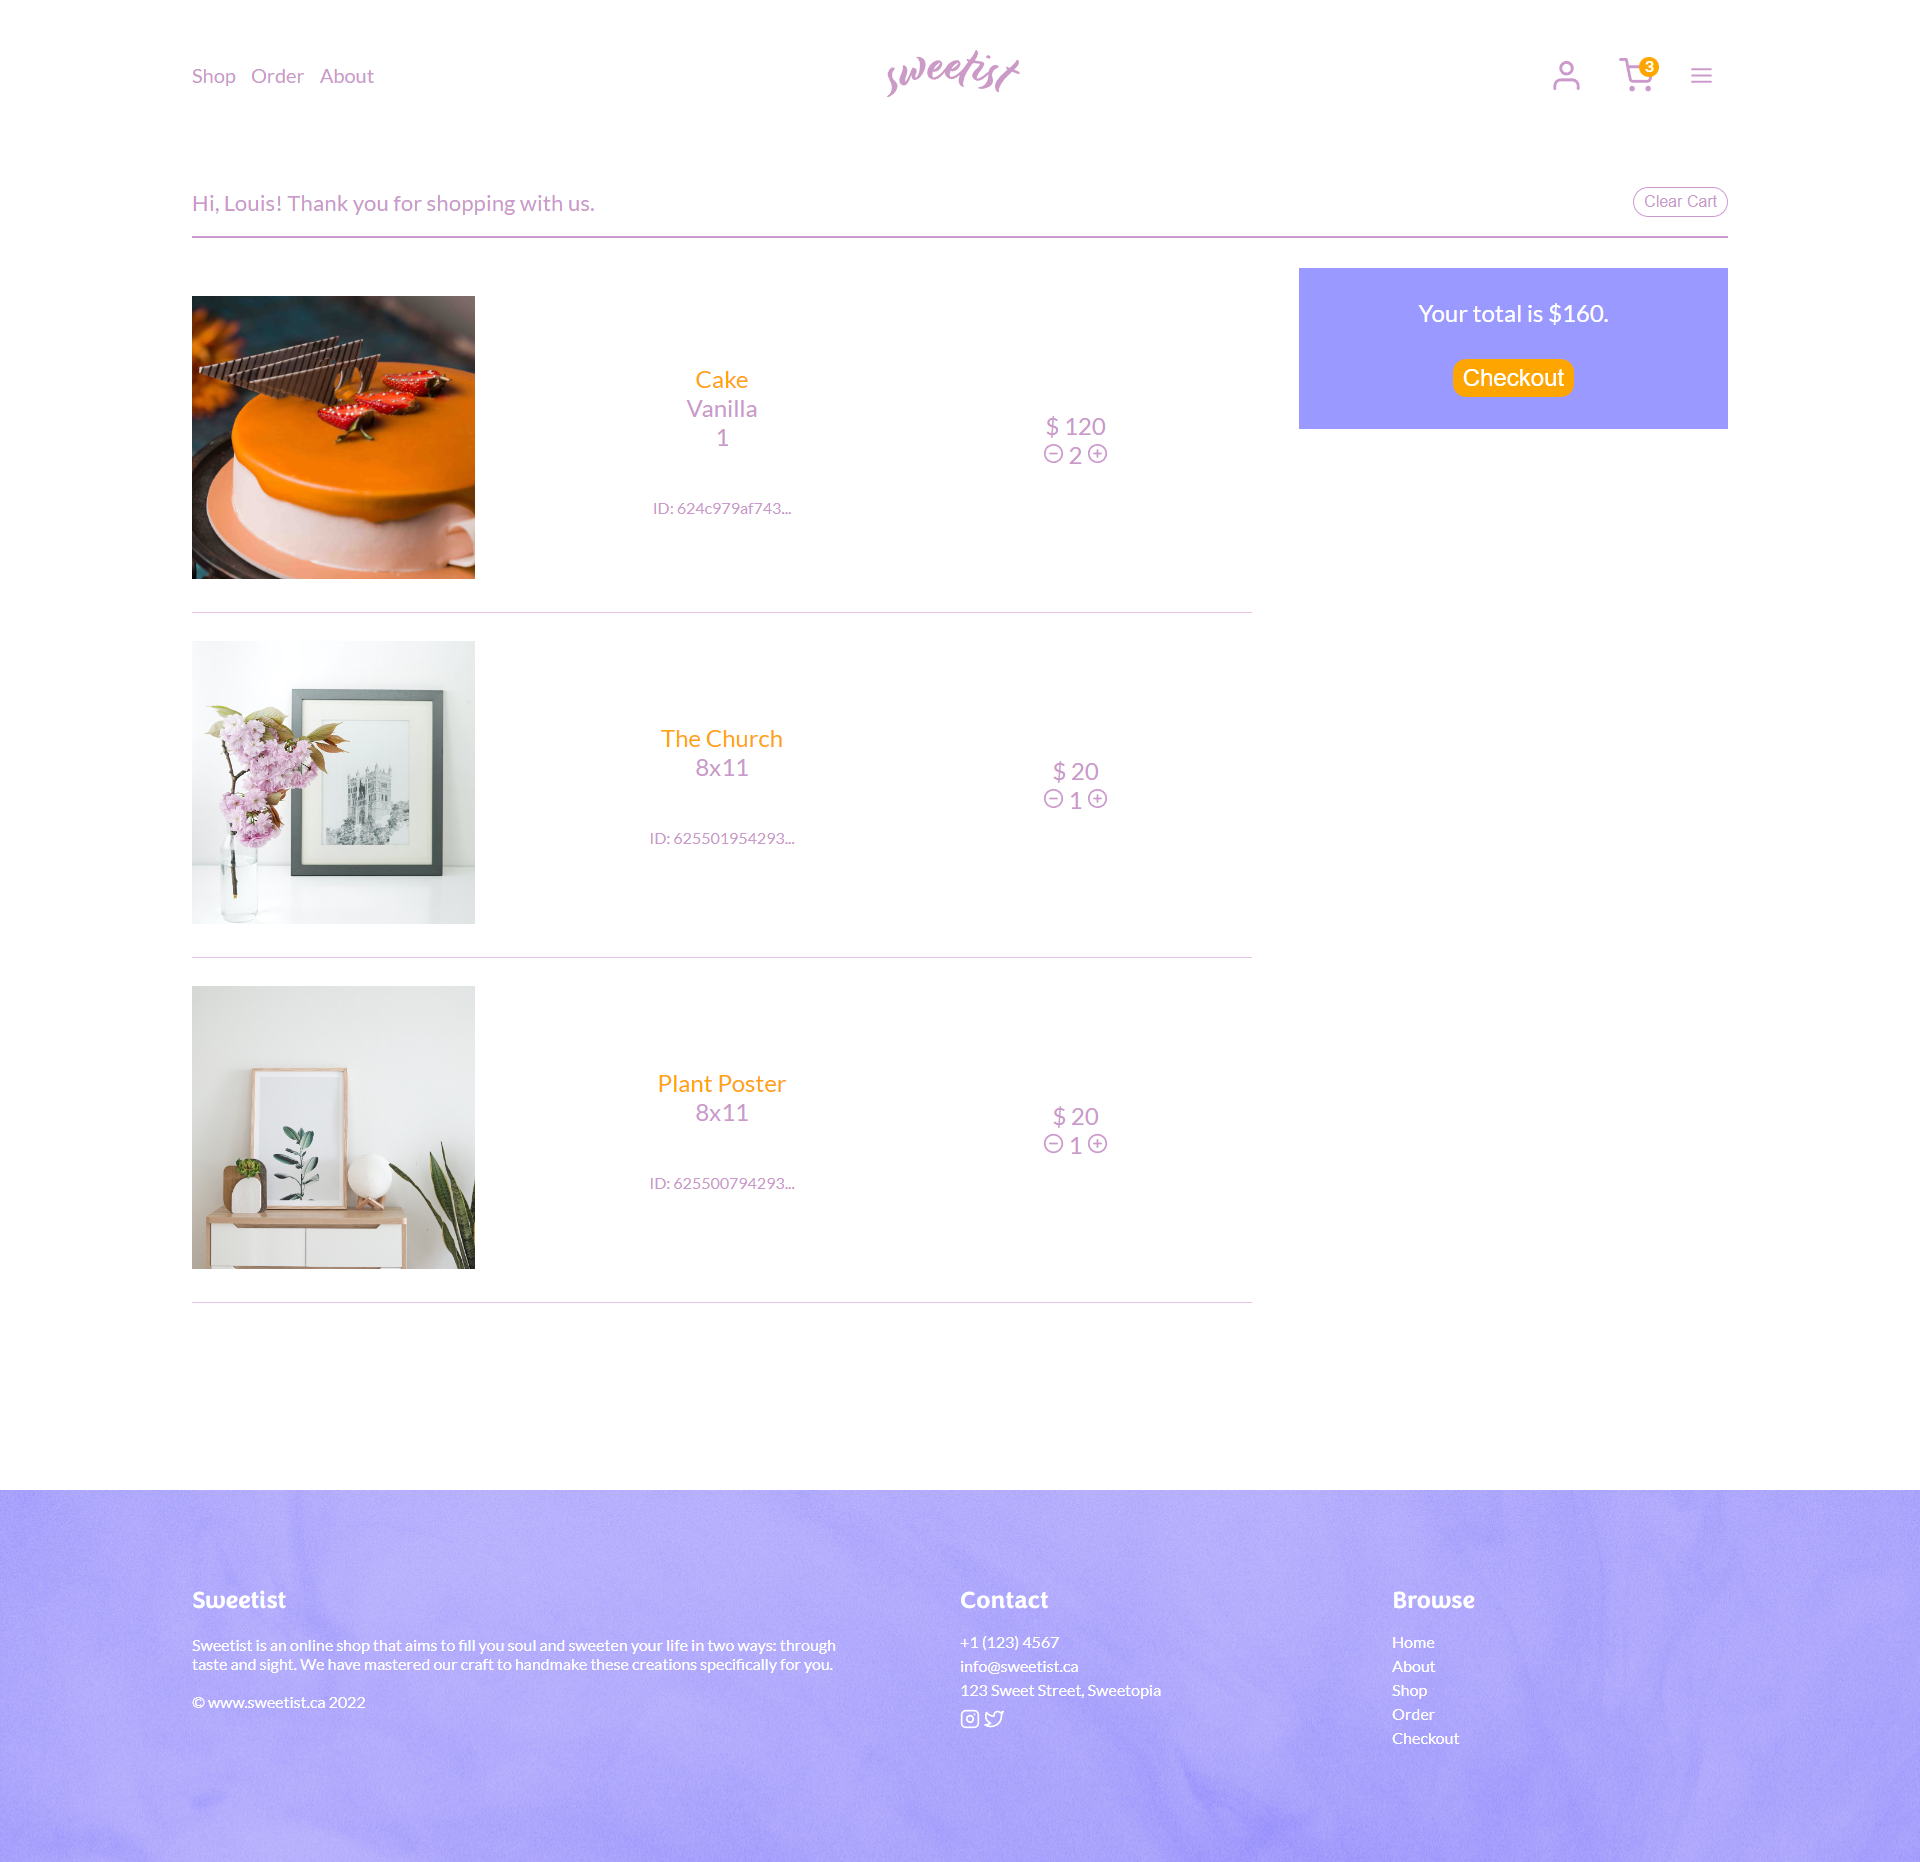 Shop Order About
sweetist
3
Hi, Louis! Thank you for shopping with us.
Clear Cart
Cake
Vanilla
1
ID: 624c979af743...
$ 120
2
Your total is $160.
Checkout
The Church
8x11
ID: 625501954293...
$ 20
1
Plant Poster
8x11
ID: 625500794293...
$ 20
1
Sweetist
Sweetist is an online shop that aims to fill you soul and sweeten your life in two ways: through
taste and sight. We have mastered our craft to handmake these creations specifically for you.
© www.sweetist.ca 2022
Contact
+1 (123) 4567
info@sweetist.ca
123 Sweet Street, Sweetopia
Browse
Home
About
Shop
Order
Checkout